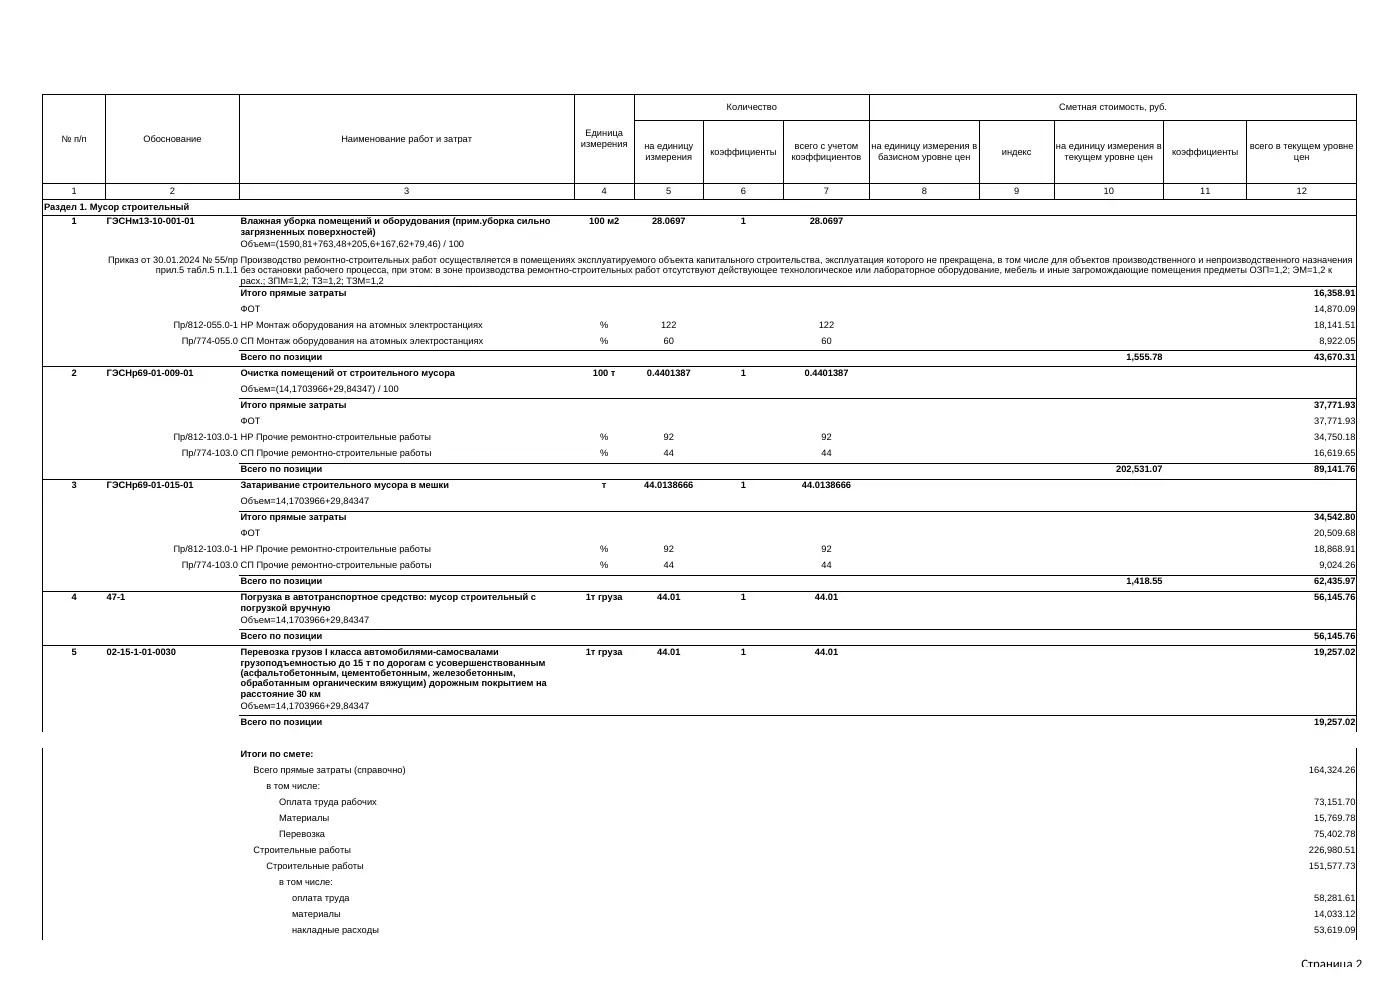 № п/п Обоснование Наименование работ и затрат Единица измерения Количество Сметная стоимость, руб.
на единицу измерения коэффициенты всего с учетом коэффициентов на единицу измерения в базисном уровне цен индекс на единицу измерения в текущем уровне цен коэффициенты всего в текущем уровне цен
1 2 3 4 5 6 7 8 9 10 11 12
Раздел 1. Мусор строительный
1 ГЭСНм13-10-001-01 Влажная уборка помещений и оборудования (прим.уборка сильно 100 м2 28.0697 1 28.0697
загрязненных поверхностей)
Объем=(1590,81+763,48+205,6+167,62+79,46) / 100
Приказ от 30.01.2024 № 55/пр Производство ремонтно-строительных работ осуществляется в помещениях эксплуатируемого объекта капитального строительства, эксплуатация которого не прекращена, в том числе для объектов производственного и непроизводственного назначения
прил.5 табл.5 п.1.1 без остановки рабочего процесса, при этом: в зоне производства ремонтно-строительных работ отсутствуют действующее технологическое или лабораторное оборудование, мебель и иные загромождающие помещения предметы ОЗП=1,2; ЭМ=1,2 к
расх.; ЗПМ=1,2; ТЗ=1,2; ТЗМ=1,2
Итого прямые затраты 16,358.91
ФОТ 14,870.09
Пр/812-055.0-1 НР Монтаж оборудования на атомных электростанциях % 122 122 18,141.51
Пр/774-055.0 СП Монтаж оборудования на атомных электростанциях % 60 60 8,922.05
Всего по позиции 1,555.78 43,670.31
2 ГЭСНр69-01-009-01 Очистка помещений от строительного мусора 100 т 0.4401387 1 0.4401387
Объем=(14,1703966+29,84347) / 100
Итого прямые затраты 37,771.93
ФОТ 37,771.93
Пр/812-103.0-1 НР Прочие ремонтно-строительные работы % 92 92 34,750.18
Пр/774-103.0 СП Прочие ремонтно-строительные работы % 44 44 16,619.65
Всего по позиции 202,531.07 89,141.76
3 ГЭСНр69-01-015-01 Затаривание строительного мусора в мешки т 44.0138666 1 44.0138666
Объем=14,1703966+29,84347
Итого прямые затраты 34,542.80
ФОТ 20,509.68
Пр/812-103.0-1 НР Прочие ремонтно-строительные работы % 92 92 18,868.91
Пр/774-103.0 СП Прочие ремонтно-строительные работы % 44 44 9,024.26
Всего по позиции 1,418.55 62,435.97
4 47-1 Погрузка в автотранспортное средство: мусор строительный с 1т груза 44.01 1 44.01 56,145.76
погрузкой вручную
Объем=14,1703966+29,84347
Всего по позиции 56,145.76
5 02-15-1-01-0030 Перевозка грузов I класса автомобилями-самосвалами 1т груза 44.01 1 44.01 19,257.02
грузоподъемностью до 15 т по дорогам с усовершенствованным
(асфальтобетонным, цементобетонным, железобетонным,
обработанным органическим вяжущим) дорожным покрытием на
расстояние 30 км
Объем=14,1703966+29,84347
Всего по позиции 19,257.02
Итоги по смете:
Всего прямые затраты (справочно) 164,324.26
в том числе:
Оплата труда рабочих 73,151.70
Материалы 15,769.78
Перевозка 75,402.78
Строительные работы 226,980.51
Строительные работы 151,577.73
в том числе:
оплата труда 58,281.61
материалы 14,033.12
накладные расходы 53,619.09
Страница 2